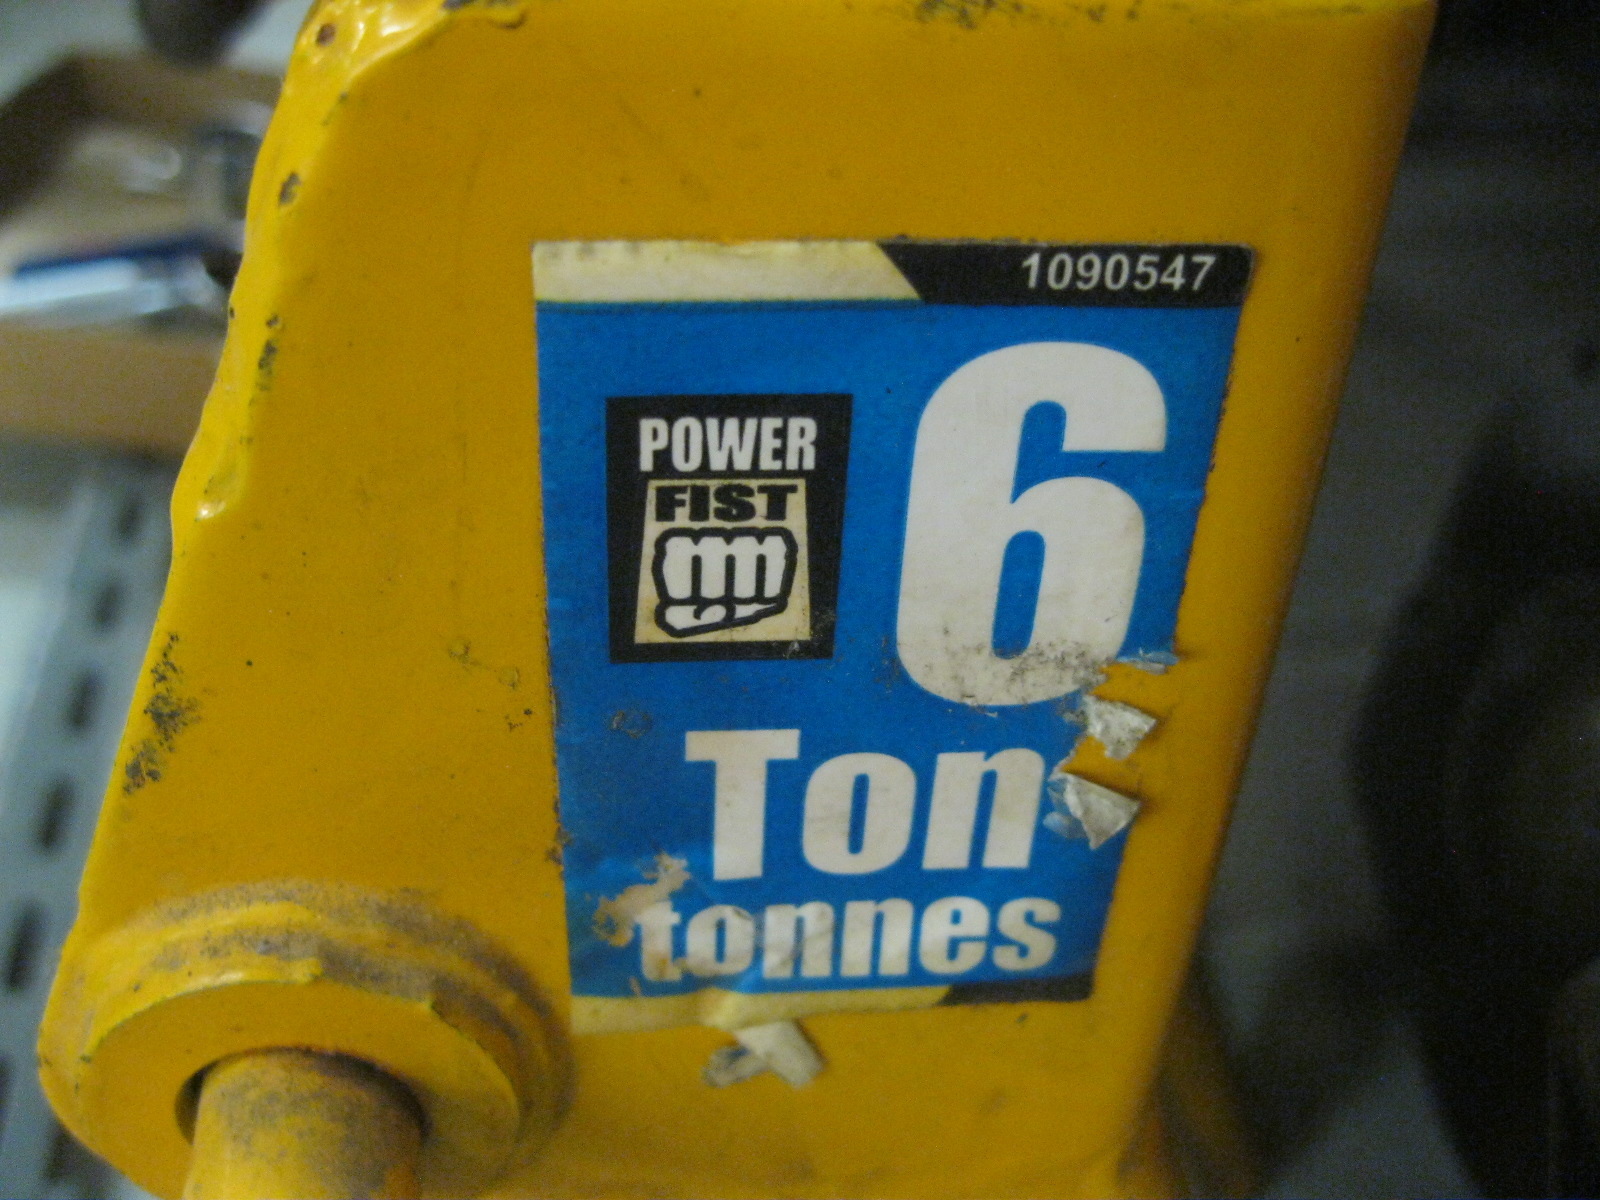 1090547
POWER
FIST
6
Ton
tonnes